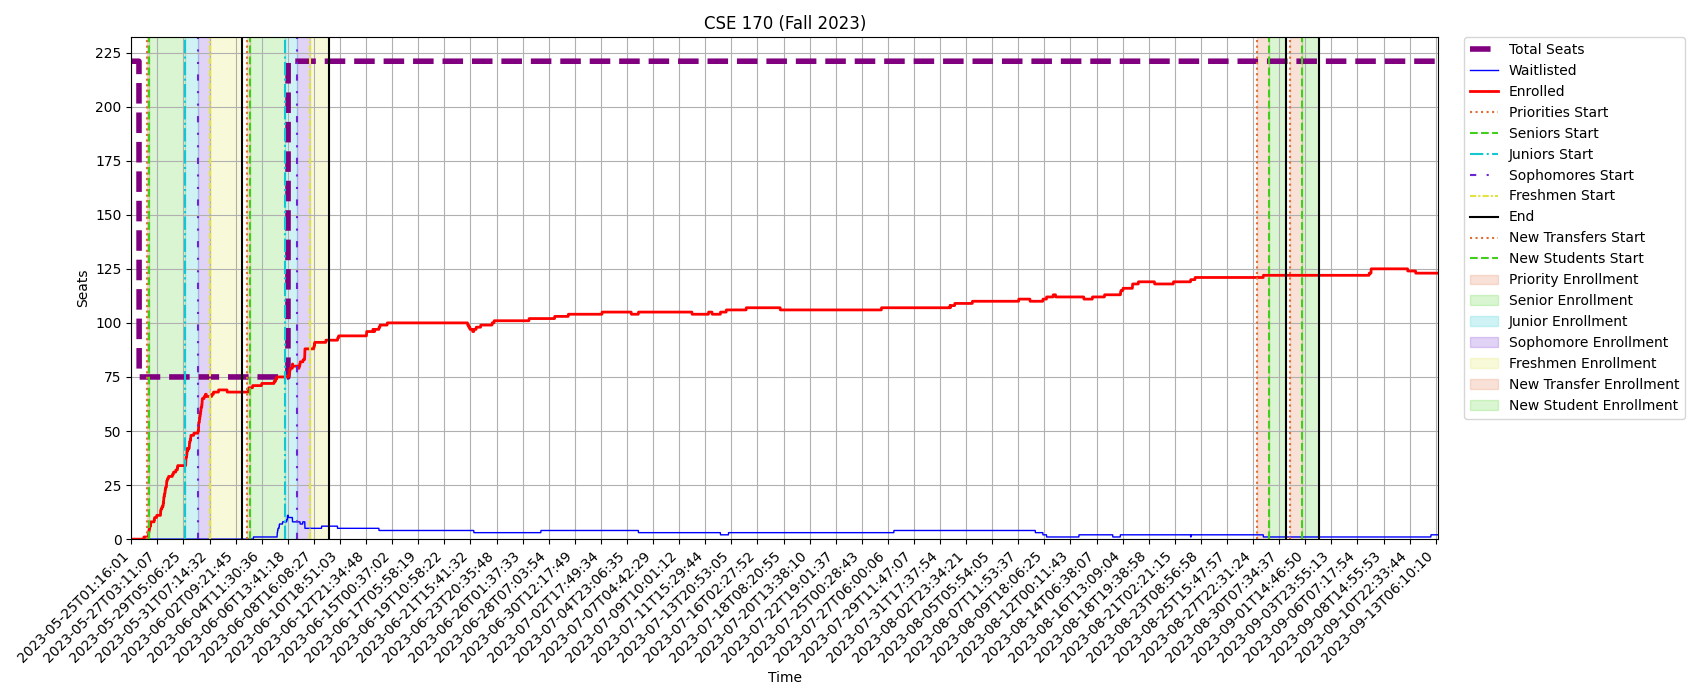 CSE 170 (Fall 2023)
Seats
225
200
175
150
125
100
75
50
25
0
2023-05-25T01:16:01
2023-05-27T03:11:07
2023-05-29T05:06:25
2023-05-31T07:14:32
2023-06-02T09:21:45
2023-06-04T11:30:36
2023-06-06T13:41:18
2023-06-08T16:08:27
2023-06-10T18:51:03
2023-06-12T21:34:48
2023-06-15T00:37:02
2023-06-17T05:58:19
2023-06-19T10:58:22
2023-06-21T15:41:32
2023-06-23T20:35:48
2023-06-26T01:37:33
2023-06-28T07:03:54
2023-06-30T12:17:49
2023-07-02T17:49:34
2023-07-04T23:06:35
2023-07-07T04:42:29
2023-07-09T10:01:12
2023-07-11T15:29:44
2023-07-13T20:53:05
2023-07-16T02:27:52
2023-07-18T08:20:55
2023-07-20T13:38:10
2023-07-22T19:01:37
2023-07-25T00:28:43
2023-07-27T06:00:06
2023-07-29T11:47:07
2023-07-31T17:37:54
2023-08-02T23:34:21
2023-08-05T05:54:05
2023-08-07T11:53:37
2023-08-09T18:06:25
2023-08-12T00:11:43
2023-08-14T06:38:07
2023-08-16T13:09:04
2023-08-18T19:38:58
2023-08-21T02:21:15
2023-08-23T08:56:58
2023-08-25T15:47:57
2023-08-27T22:31:24
2023-08-30T07:34:37
2023-09-01T14:46:50
2023-09-03T23:55:13
2023-09-06T07:17:54
2023-09-08T14:55:53
2023-09-10T22:33:44
2023-09-13T06:10:10
Time
Total Seats
Waitlisted
Enrolled
Priorities Start
Seniors Start
Juniors Start
Sophomores Start
Freshmen Start
End
New Transfers Start
New Students Start
Priority Enrollment
Senior Enrollment
Junior Enrollment
Sophomore Enrollment
Freshmen Enrollment
New Transfer Enrollment
New Student Enrollment